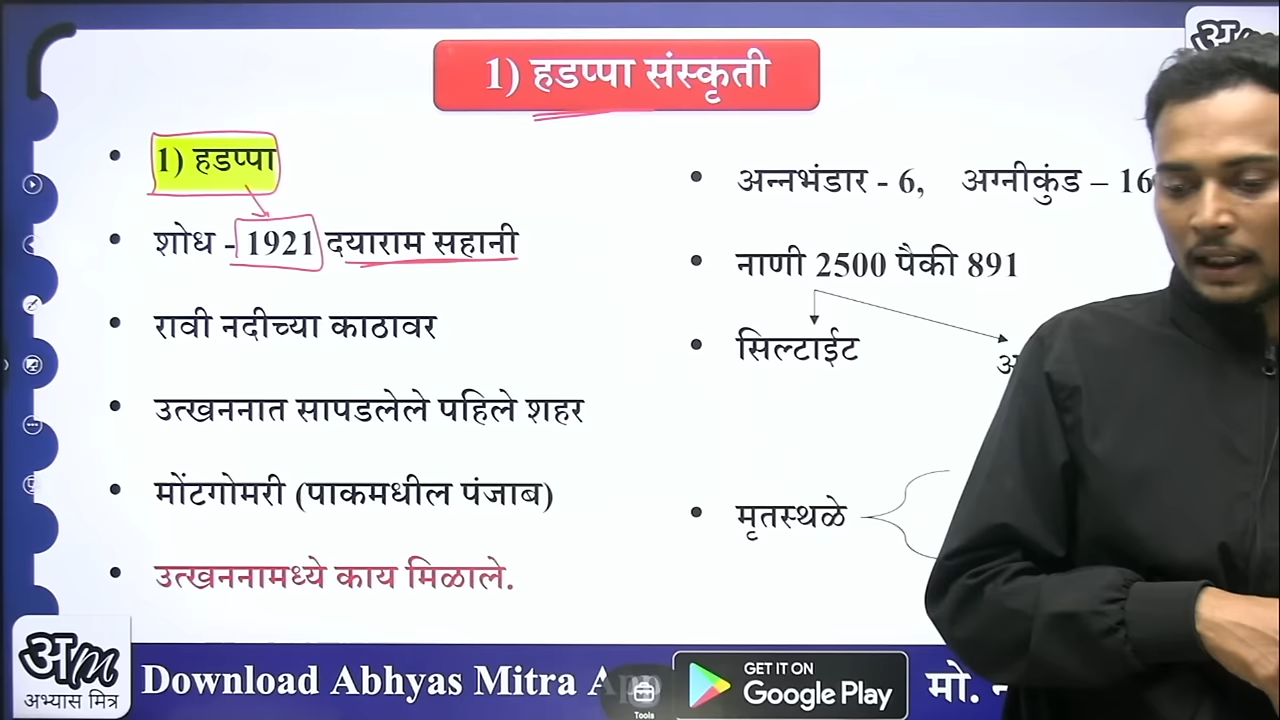 1) हडप्पा संस्कृती
1) हडप्पा
शोध - 1921 दयाराम सहानी
रावी नदीच्या काठावर
उत्खननात सापडलेले पहिले शहर
मोंटगोमरी (पाकमधील पंजाब)
उत्खननामध्ये काय मिळाले.
अन्नभंडार - 6, अग्नीकुंड – 16
नाणी 2500 पैकी 891
सिल्टाईट
मृतस्थळे
अm
अभ्यास मित्र
Download Abhyas Mitra App
Tools
GET IT ON
Google Play
मो.